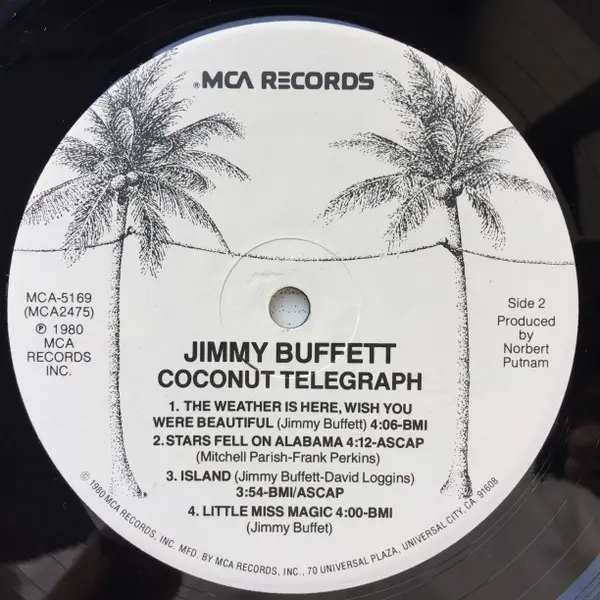 ®MCA RECORDS
MCA-5169
(MCA2475)
℗ 1980
MCA
RECORDS
INC.
Side 2
Produced
by
Norbert
Putnam
JIMMY BUFFETT
COCONUT TELEGRAPH
1. THE WEATHER IS HERE, WISH YOU
WERE BEAUTIFUL (Jimmy Buffett) 4:06-BMI
2. STARS FELL ON ALABAMA 4:12-ASCAP
(Mitchell Parish-Frank Perkins)
3. ISLAND (Jimmy Buffett-David Loggins)
3:54-BMI/ASCAP
4. LITTLE MISS MAGIC 4:00-BMI
(Jimmy Buffet)
© 1980 MCA RECORDS, INC. MFD. BY MCA RECORDS, INC., 70 UNIVERSAL PLAZA, UNIVERSAL CITY, CA. 91608